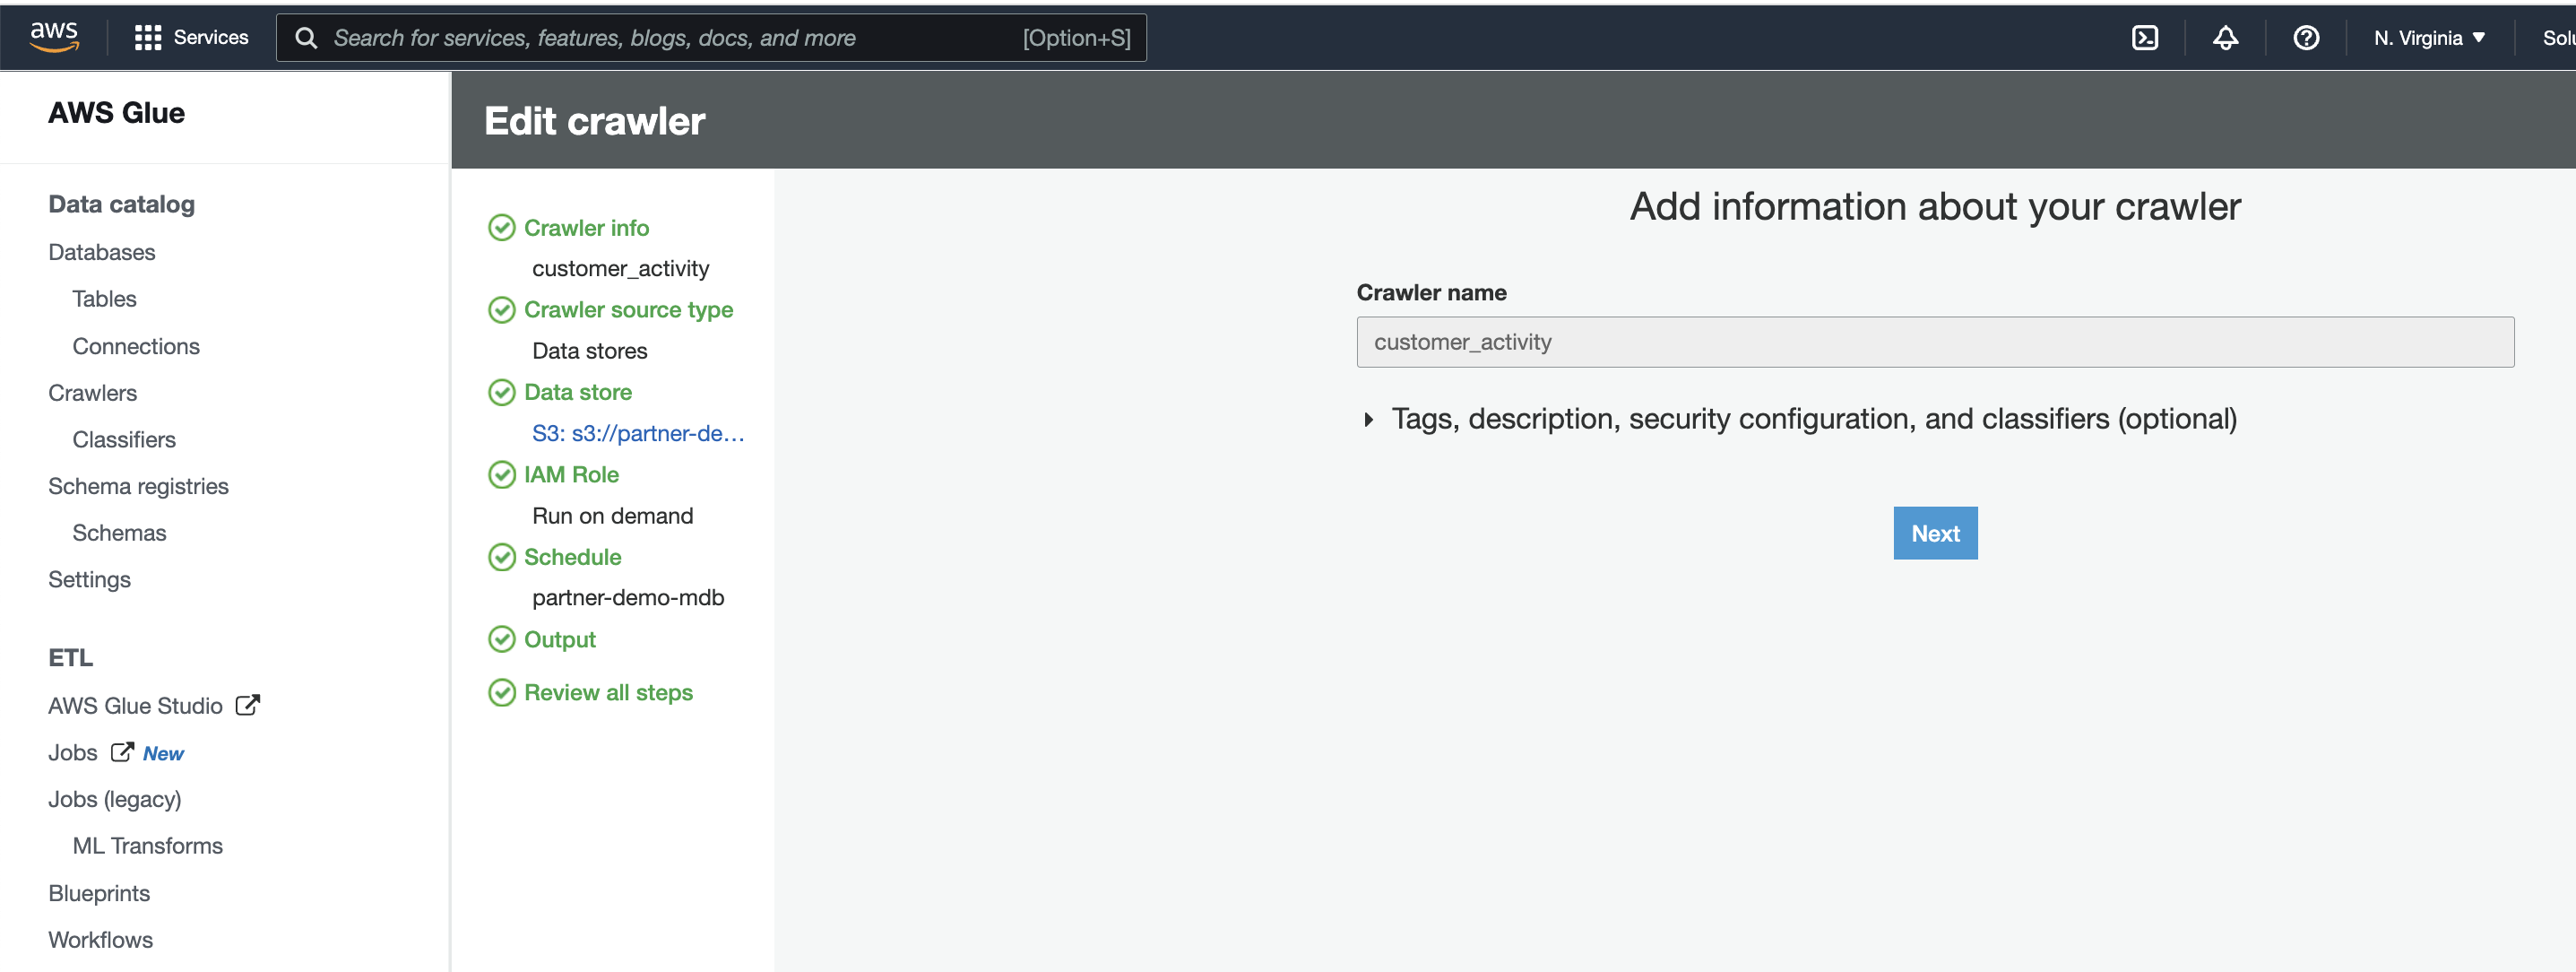 aws
Services
Search for services, features, blogs, docs, and more
[Option+S]
N. Virginia
Solu
AWS Glue
Data catalog
Databases
Tables
Connections
Crawlers
Classifiers
Schema registries
Schemas
Settings
ETL
AWS Glue Studio
Jobs New
Jobs (legacy)
ML Transforms
Blueprints
Workflows
Edit crawler
Crawler info
customer_activity
Crawler source type
Data stores
Data store
S3: s3://partner-de...
IAM Role
Run on demand
Schedule
partner-demo-mdb
Output
Review all steps
Add information about your crawler
Crawler name
customer_activity
Tags, description, security configuration, and classifiers (optional)
Next